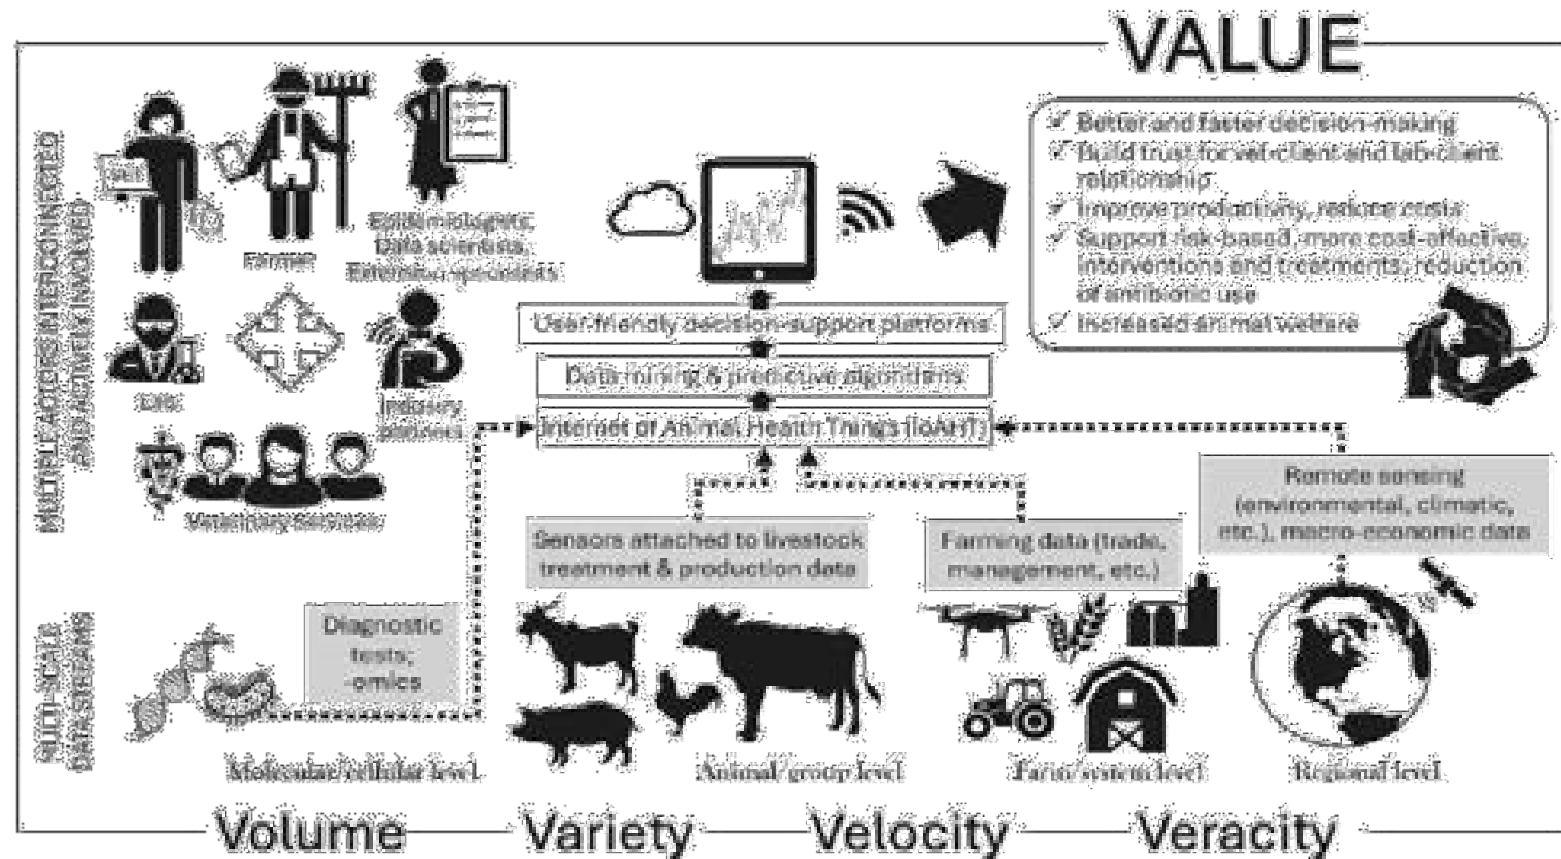 VALUE
MULTIPLE ACTORS INTERCONNECTED
AND ACTIVELY INVOLVED
Farmer
Epidemiologists,
Data scientists,
Extension specialists
Lab
Industry
partners
Veterinary Services
Better and faster decision-making
Build trust for vet-client and lab-client
relationship
Improve productivity, reduce costs
Support risk-based, more cost-effective,
interventions and treatments, reduction
of antibiotic use
Increased animal welfare
User-friendly decision-support platforms
Data mining & predictive algorithms
Internet of Animal Health Things (IoAHT)
Remote sensing
(environmental, climatic,
etc.), macro-economic data
Sensors attached to livestock
treatment & production data
Farming data (trade,
management, etc.)
MULTI-SCALE
DATA STREAMS
Diagnostic
tests;
-omics
Molecular/cellular level
Animal/group level
Farm/system level
Regional level
Volume
Variety
Velocity
Veracity